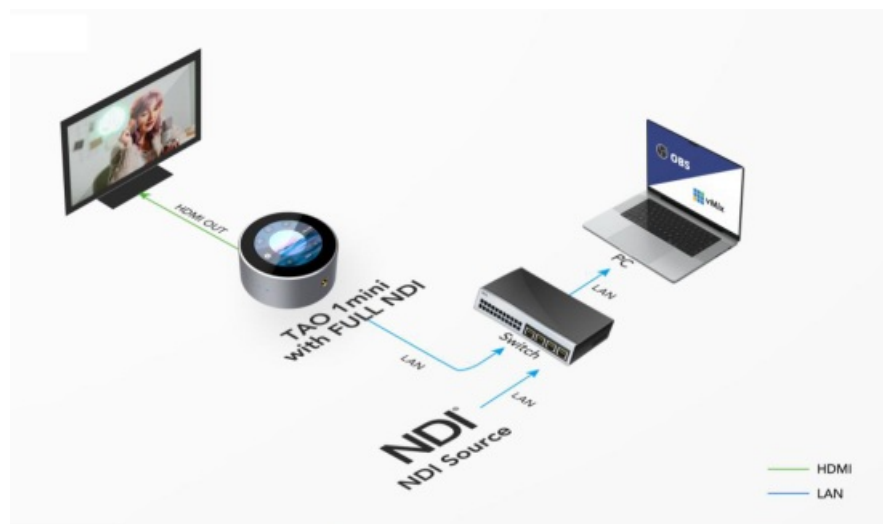 OBS
vMix
HDMI OUT
PC
LAN
TAO 1mini
with FULL NDI
Switch
LAN
LAN
NDI®
NDI Source
HDMI
LAN